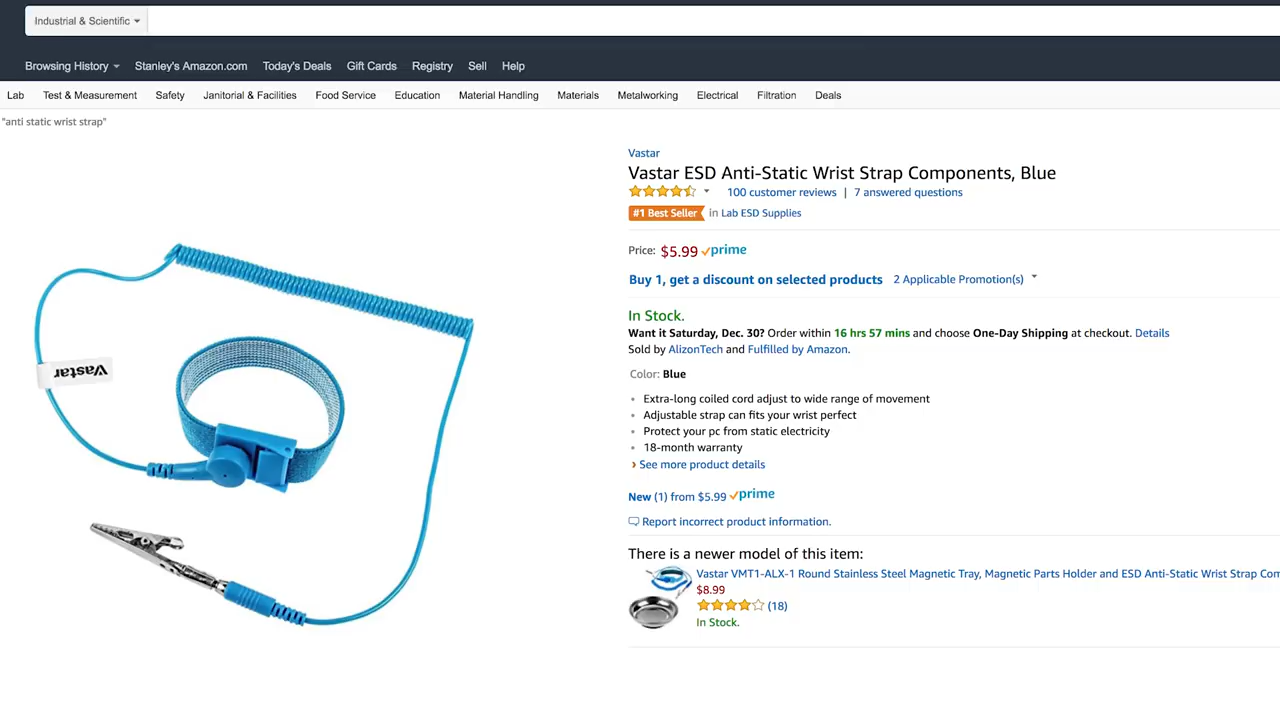 Industrial & Scientific
Browsing History Stanley's Amazon.com Today's Deals Gift Cards Registry Sell Help
Lab Test & Measurement Safety Janitorial & Facilities Food Service Education Material Handling Materials Metalworking Electrical Filtration Deals
"anti static wrist strap"
Vastar
Vastar ESD Anti-Static Wrist Strap Components, Blue
100 customer reviews | 7 answered questions
#1 Best Seller in Lab ESD Supplies
Price: $5.99 prime
Buy 1, get a discount on selected products 2 Applicable Promotion(s)
In Stock.
Want it Saturday, Dec. 30? Order within 16 hrs 57 mins and choose One-Day Shipping at checkout. Details
Sold by AlizonTech and Fulfilled by Amazon.
Color: Blue
Extra-long coiled cord adjust to wide range of movement
Adjustable strap can fits your wrist perfect
Protect your pc from static electricity
18-month warranty
› See more product details
New (1) from $5.99 prime
Report incorrect product information.
There is a newer model of this item:
Vastar VMT1-ALX-1 Round Stainless Steel Magnetic Tray, Magnetic Parts Holder and ESD Anti-Static Wrist Strap Com
$8.99
(18)
In Stock.
Vastar